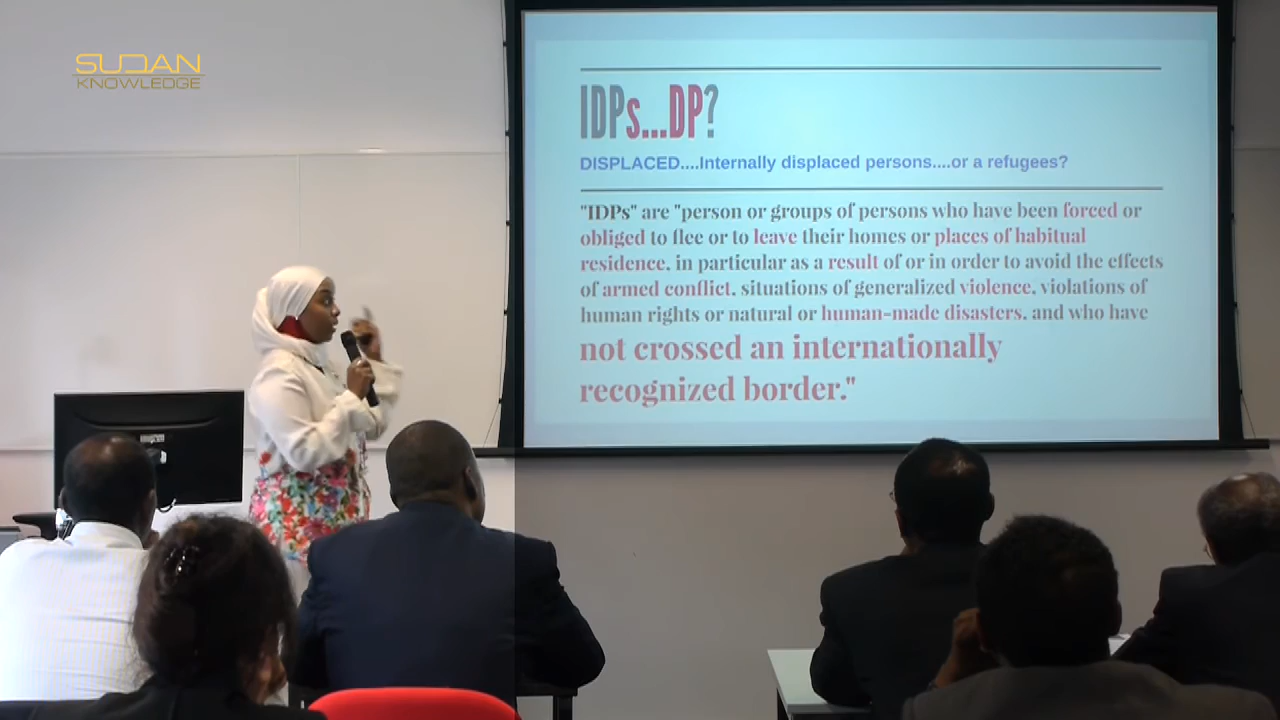 SUDAN
KNOWLEDGE
IDPs...DP?
DISPLACED....Internally displaced persons....or a refugees?
"IDPs" are "person or groups of persons who have been forced or
obliged to flee or to leave their homes or places of habitual
residence, in particular as a result of or in order to avoid the effects
of armed conflict, situations of generalized violence, violations of
human rights or natural or human-made disasters, and who have
not crossed an internationally
recognized border."